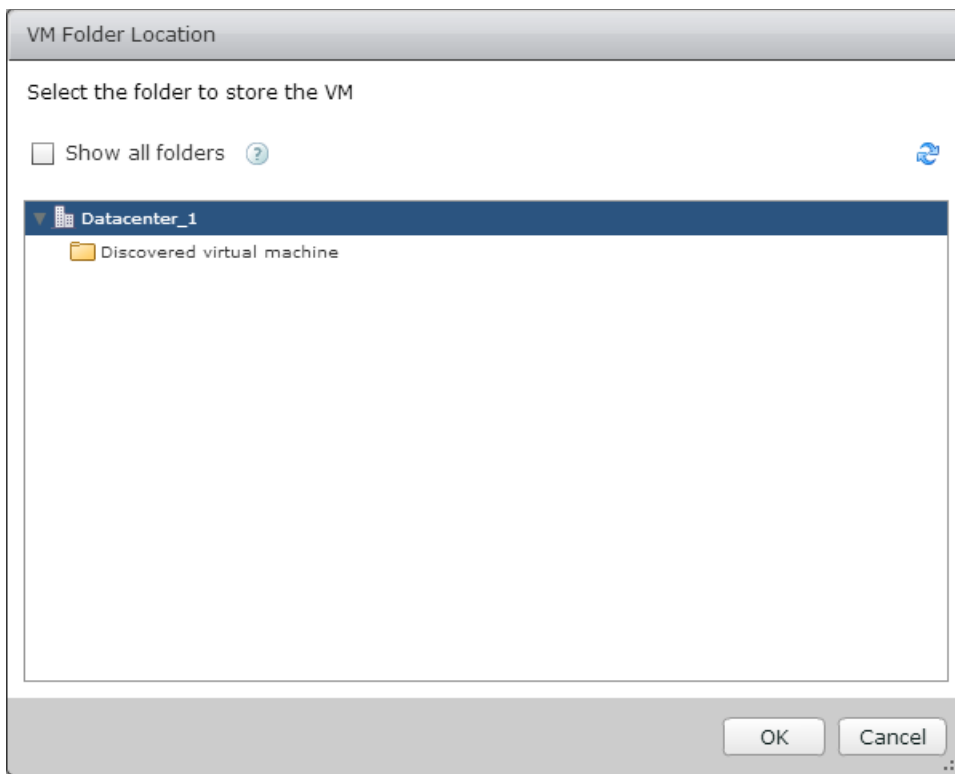 VM Folder Location
Select the folder to store the VM
Show all folders ?
Datacenter_1
Discovered virtual machine
OK Cancel